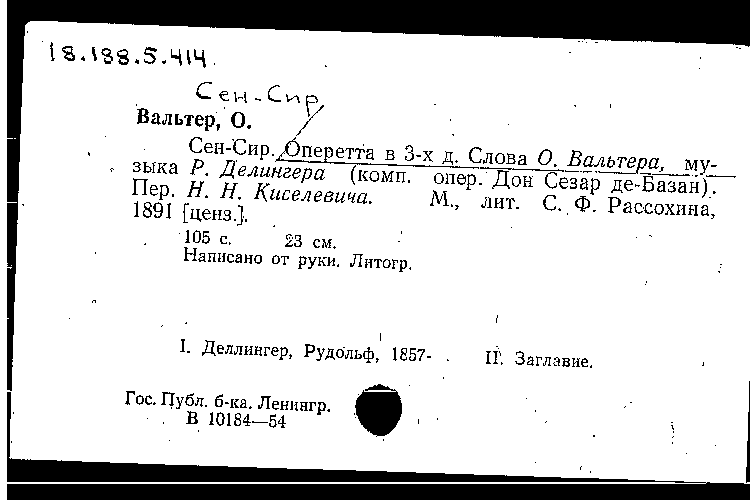 18.188.5.414
Сен-Сир
Вальтер, О.
Сен-Сир. Оперетта в 3-х д. Слова О. Вальтера, му-
зыка Р. Делингера (комп. опер. Дон Сезар де-Базан).
Пер. Н. Н. Киселевича. М., лит. С. Ф. Рассохина,
1891 [ценз.].
105 с. 23 см.
Написано от руки. Литогр.
I. Деллингер, Рудольф, 1857- . II. Заглавие.
Гос. Публ. б-ка. Ленингр.
В 10184—54